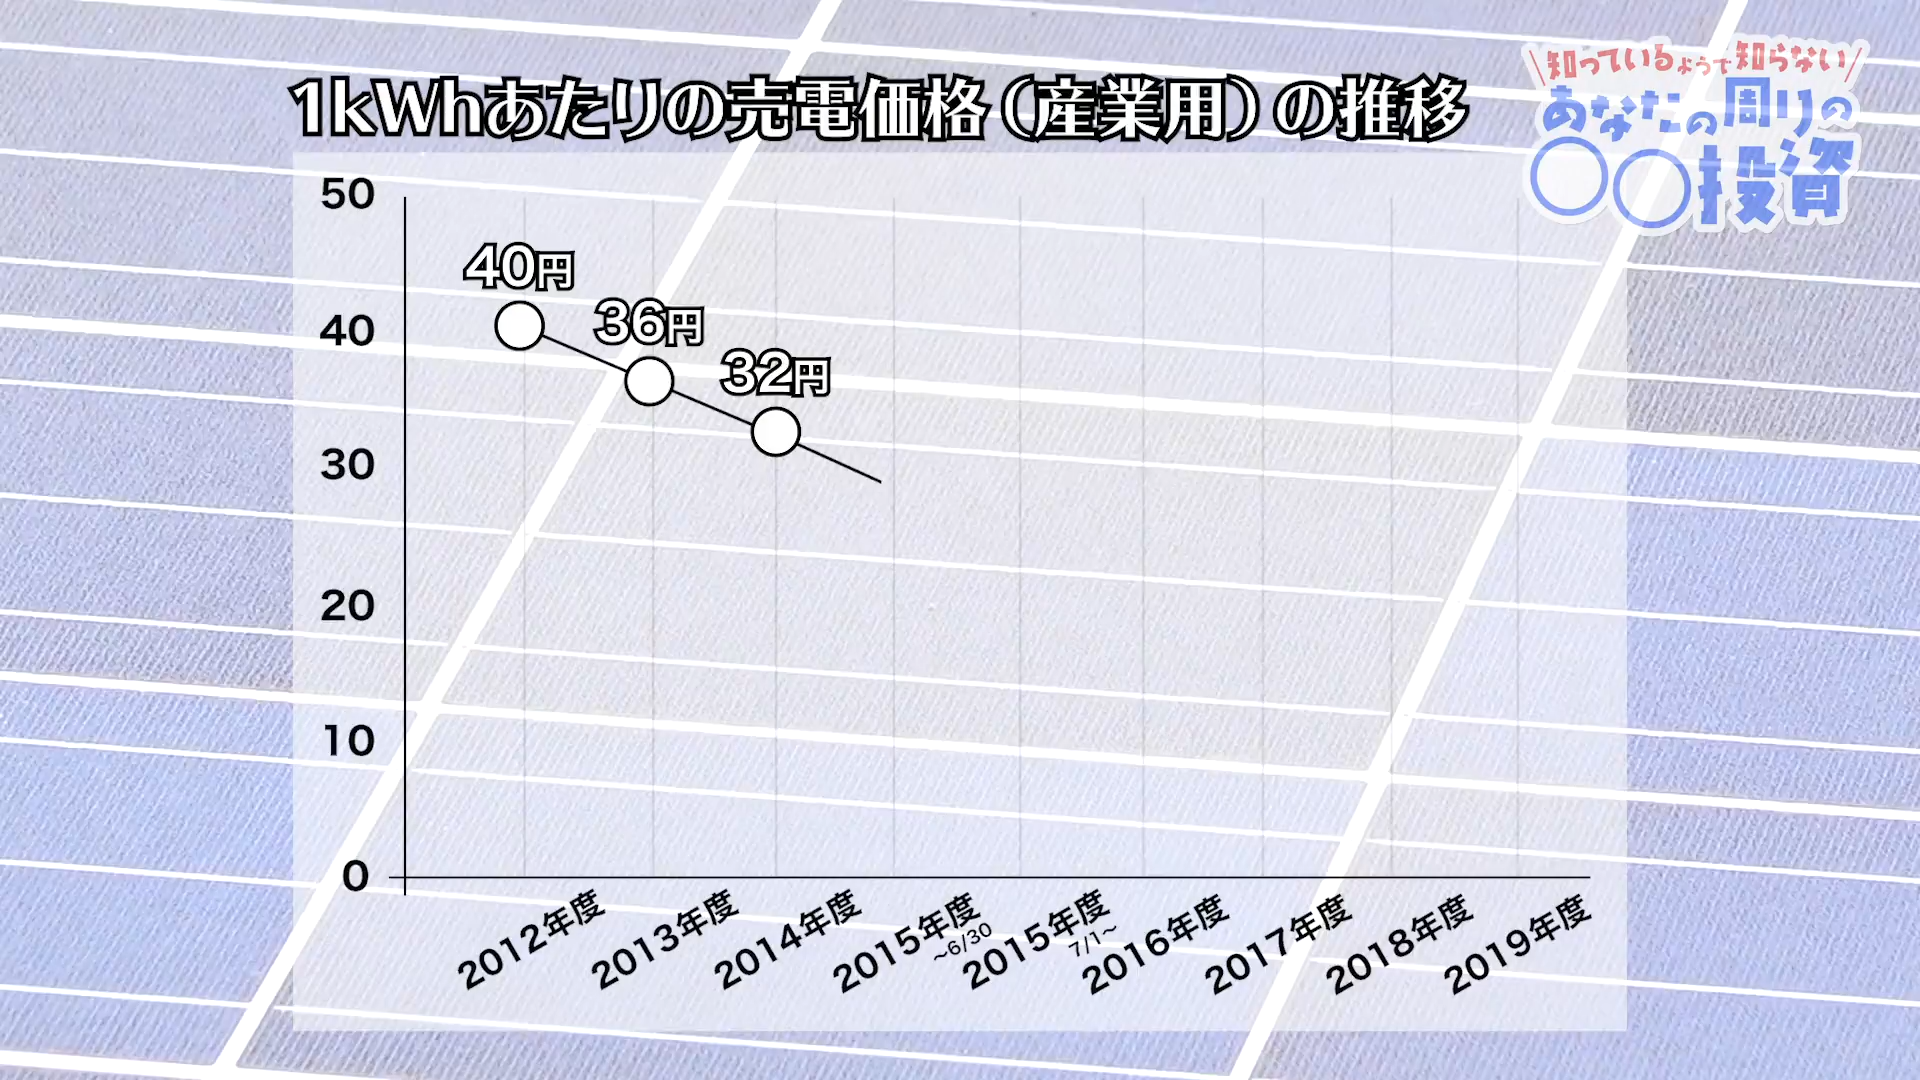 1kWhあたりの売電価格（産業用）の推移
\知っているようで知らない/
あなたの周りの
〇〇投資
50
40
30
20
10
0
40円
36円
32円
2012年度
2013年度
2014年度
2015年度
~6/30
2015年度
7/1~
2016年度
2017年度
2018年度
2019年度